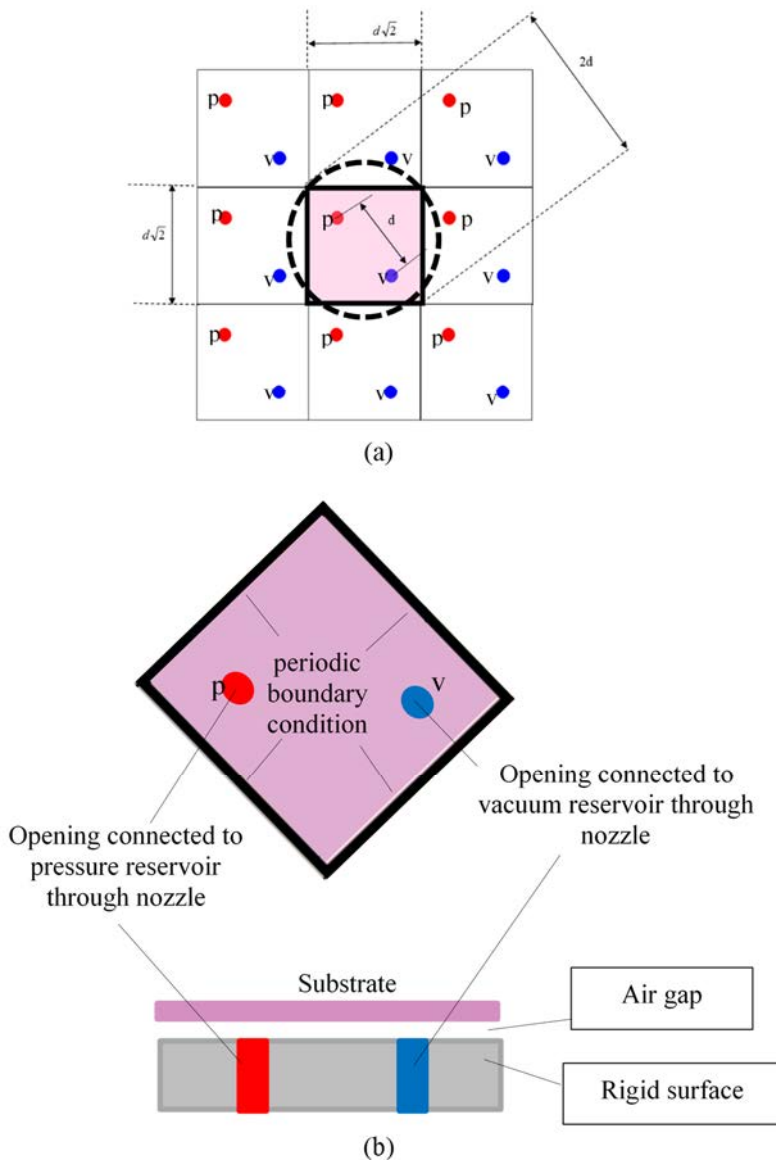 d√2
2d
p p p
v v v
d√2
p p d p
v v v
p p p
v v v
(a)
p periodic v
boundary
condition
Opening connected to
vacuum reservoir through
nozzle
Opening connected to
pressure reservoir
through nozzle
Substrate
Air gap
Rigid surface
(b)